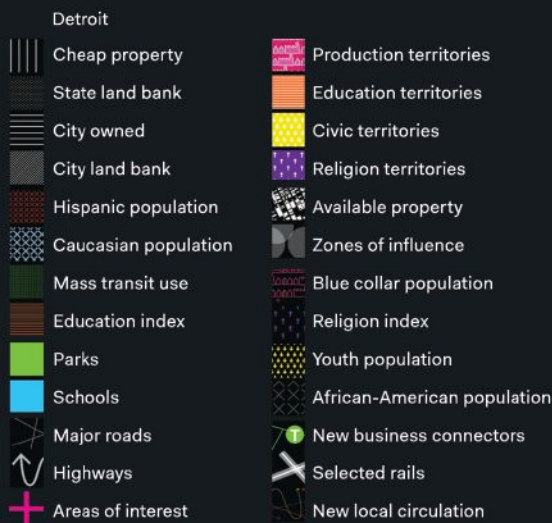 Detroit
Cheap property
State land bank
City owned
City land bank
Hispanic population
Caucasian population
Mass transit use
Education index
Parks
Schools
Major roads
Highways
Areas of interest
Production territories
Education territories
Civic territories
Religion territories
Available property
Zones of influence
Blue collar population
Religion index
Youth population
African-American population
T
New business connectors
Selected rails
New local circulation